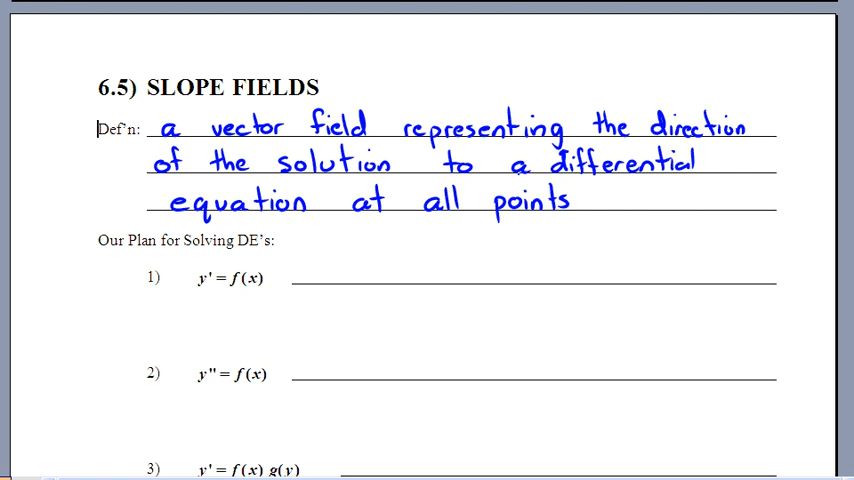 6.5) SLOPE FIELDS
Def'n: a vector field representing the direction
of the solution to a differential
equation at all points
Our Plan for Solving DE's:
1) y' = f(x)
2) y" = f(x)
3) y' = f(x) g(y)